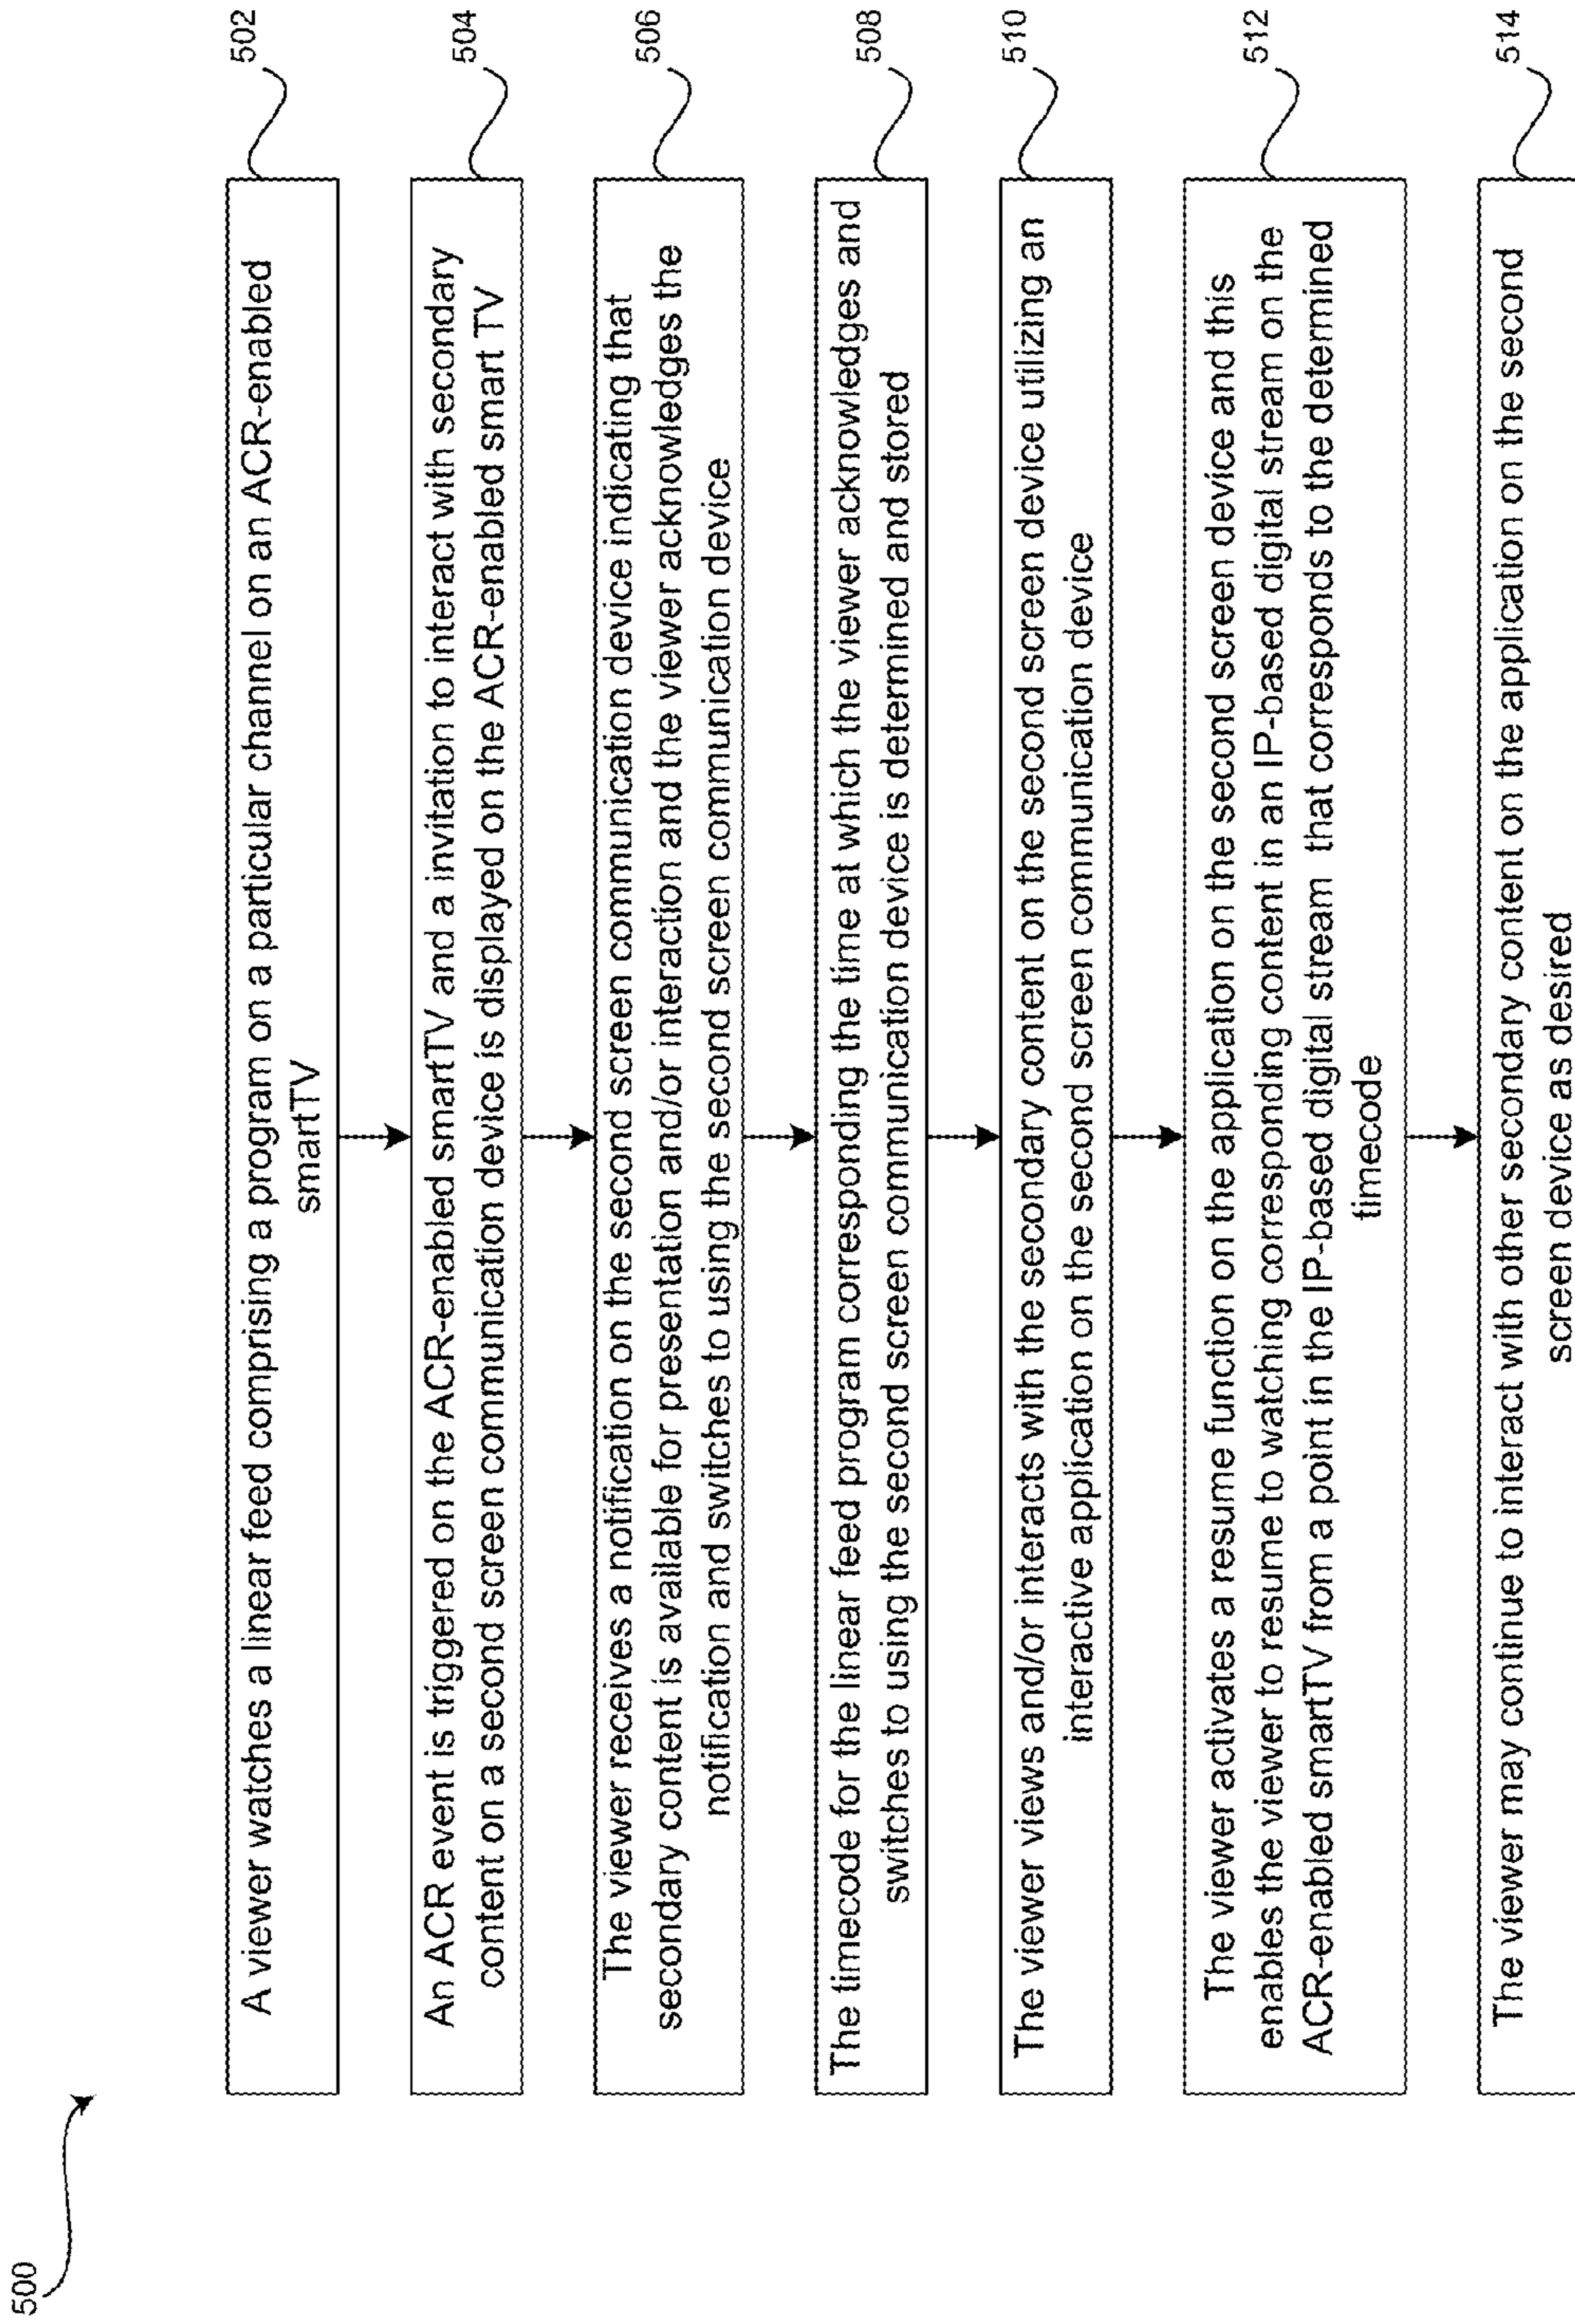 500
A viewer watches a linear feed comprising a program on a particular channel on an ACR-enabled
smartTV
502
An ACR event is triggered on the ACR-enabled smartTV and a invitation to interact with secondary
content on a second screen communication device is displayed on the ACR-enabled smart TV
504
The viewer receives a notification on the second screen communication device indicating that
secondary content is available for presentation and/or interaction and the viewer acknowledges the
notification and switches to using the second screen communication device
506
The timecode for the linear feed program corresponding the time at which the viewer acknowledges and
switches to using the second screen communication device is determined and stored
508
The viewer views and/or interacts with the secondary content on the second screen device utilizing an
interactive application on the second screen communication device
510
The viewer activates a resume function on the application on the second screen device and this
enables the viewer to resume to watching corresponding content in an IP-based digital stream on the
ACR-enabled smartTV from a point in the IP-based digital stream that corresponds to the determined
timecode
512
The viewer may continue to interact with other secondary content on the application on the second
screen device as desired
514